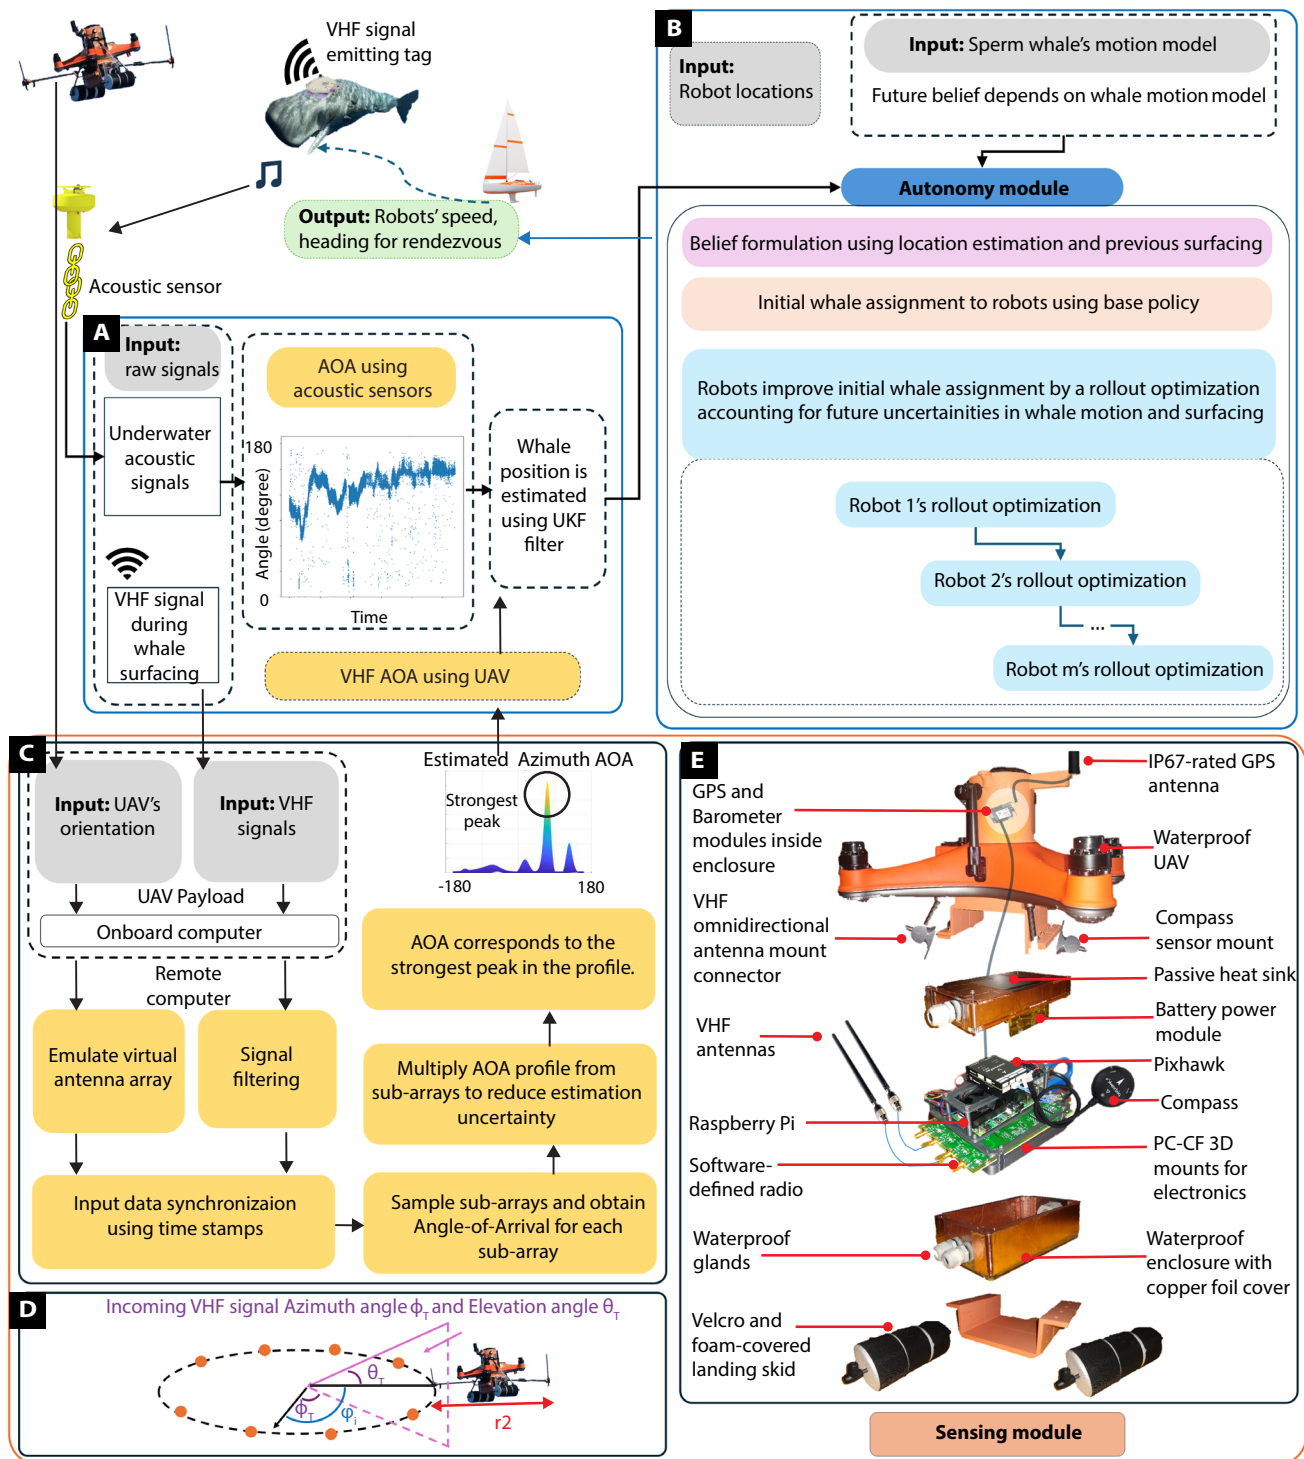 VHF signal
emitting tag
Acoustic sensor
Output: Robots' speed,
heading for rendezvous
A
Input:
raw signals
Underwater
acoustic
signals
VHF signal
during
whale
surfacing
AOA using
acoustic sensors
180
Angle (degree)
0
Time
Whale
position is
estimated
using UKF
filter
VHF AOA using UAV
B
Input:
Robot locations
Input: Sperm whale's motion model
Future belief depends on whale motion model
Autonomy module
Belief formulation using location estimation and previous surfacing
Initial whale assignment to robots using base policy
Robots improve initial whale assignment by a rollout optimization
accounting for future uncertainities in whale motion and surfacing
Robot 1's rollout optimization
Robot 2's rollout optimization
...
Robot m's rollout optimization
C
Input: UAV's
orientation
Input: VHF
signals
UAV Payload
Onboard computer
Remote
computer
Emulate virtual
antenna array
Signal
filtering
Input data synchronizaion
using time stamps
Estimated Azimuth AOA
Strongest
peak
-180
180
AOA corresponds to the
strongest peak in the profile.
Multiply AOA profile from
sub-arrays to reduce estimation
uncertainty
Sample sub-arrays and obtain
Angle-of-Arrival for each
sub-array
D
Incoming VHF signal Azimuth angle ϕT and Elevation angle θT
θT
ϕT
φi
r2
E
GPS and
Barometer
modules inside
enclosure
VHF
omnidirectional
antenna mount
connector
VHF
antennas
Raspberry Pi
Software-
defined radio
Waterproof
glands
Velcro and
foam-covered
landing skid
IP67-rated GPS
antenna
Waterproof
UAV
Compass
sensor mount
Passive heat sink
Battery power
module
Pixhawk
Compass
PC-CF 3D
mounts for
electronics
Waterproof
enclosure with
copper foil cover
Sensing module